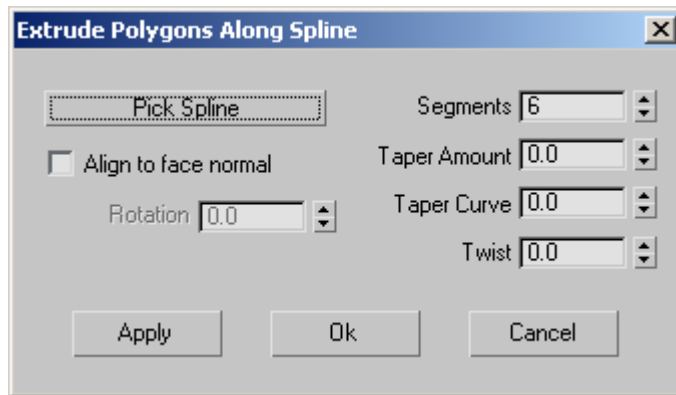 Extrude Polygons Along Spline
Pick Spline
Segments 6
Align to face normal
Taper Amount 0.0
Rotation 0.0
Taper Curve 0.0
Twist 0.0
Apply Ok Cancel